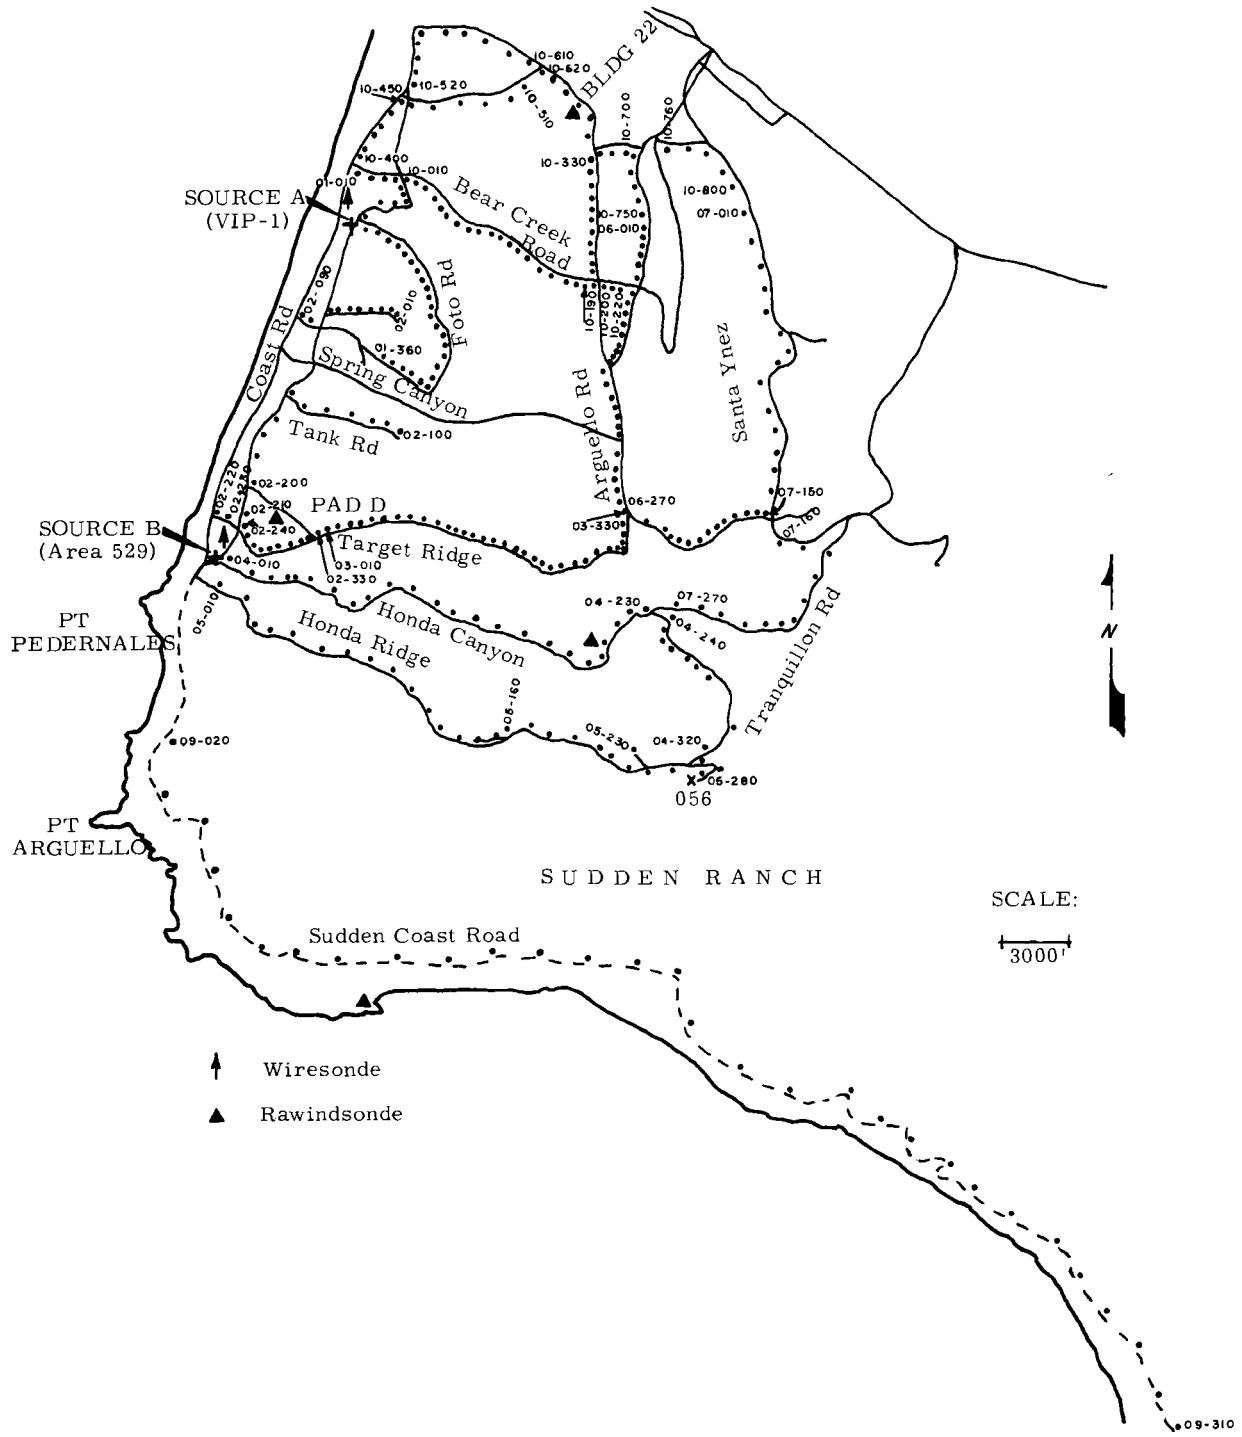 BLDG 22
10-610
10-620
10-450
10-520
10-510
10-700
10-760
10-400
10-010
10-330
01-010
SOURCE A
(VIP-1)
Bear Creek
Road
10-800
07-010
10-750
06-010
02-090
02-010
Foto Rd
10-190
10-200
10-220
Coast Rd
01-360
Spring Canyon
Santa Ynez
Arguello Rd
02-100
Tank Rd
02-220
02-230
02-200
02-210
02-240
PAD D
06-270
03-330
07-150
07-160
SOURCE B
(Area 529)
04-010
Target Ridge
03-010
02-330
05-010
Honda Canyon
Honda Ridge
04-230
07-270
04-240
Tranquillon Rd
PT
PEDERNALES
N
05-160
05-230
04-320
05-280
056
09-020
PT
ARGUELLO
SUDDEN RANCH
SCALE:
3000'
Sudden Coast Road
Wiresonde
Rawindsonde
09-310